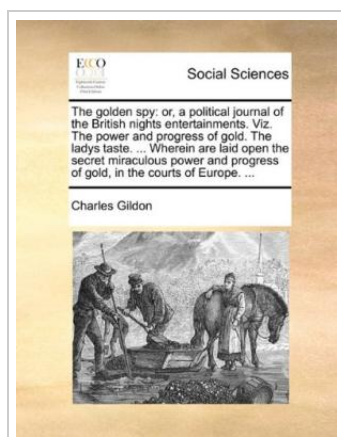 ECCO
Social Sciences
The golden spy: or, a political journal of
the British nights entertainments. Viz.
The power and progress of gold. The
ladys taste. ... Wherein are laid open the
secret miraculous power and progress
of gold, in the courts of Europe. ...
Charles Gildon